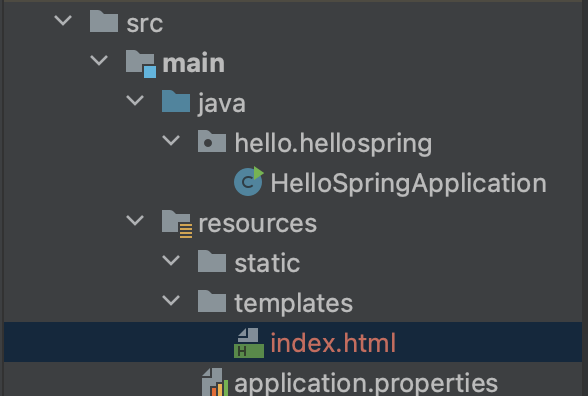 src
main
java
hello.hellospring
HelloSpringApplication
resources
static
templates
index.html
application.properties